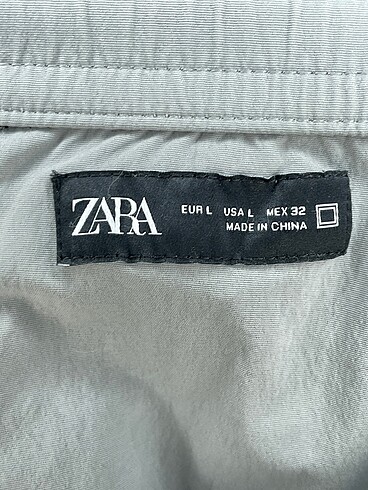 ZARA
EUR L USA L MEX 32
MADE IN CHINA